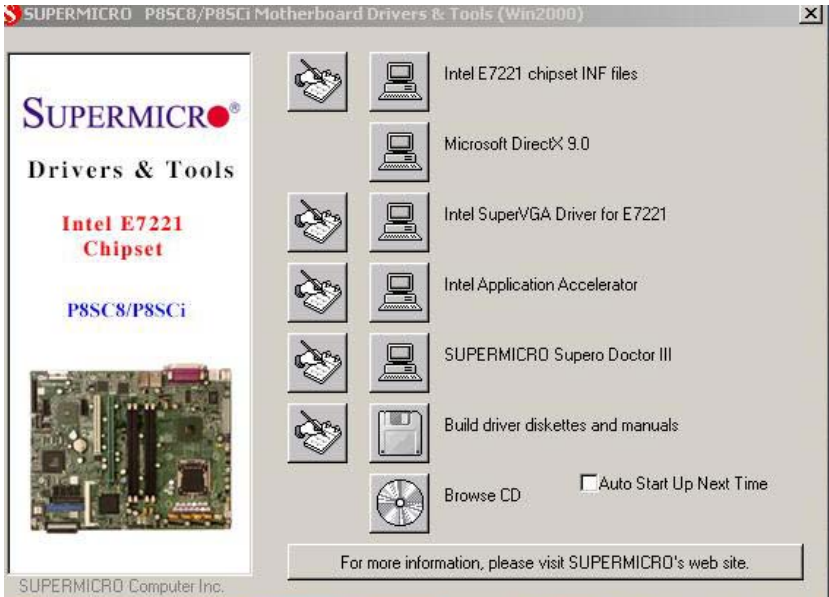 SUPERMICRO P8SC8/P8SCi Motherboard Drivers & Tools (Win2000)
SUPERMICRO®
Drivers & Tools
Intel E7221
Chipset
P8SC8/P8SCi
Intel E7221 chipset INF files
Microsoft DirectX 9.0
Intel SuperVGA Driver for E7221
Intel Application Accelerator
SUPERMICRO Supero Doctor III
Build driver diskettes and manuals
Browse CD
Auto Start Up Next Time
For more information, please visit SUPERMICRO's web site.
SUPERMICRO Computer Inc.